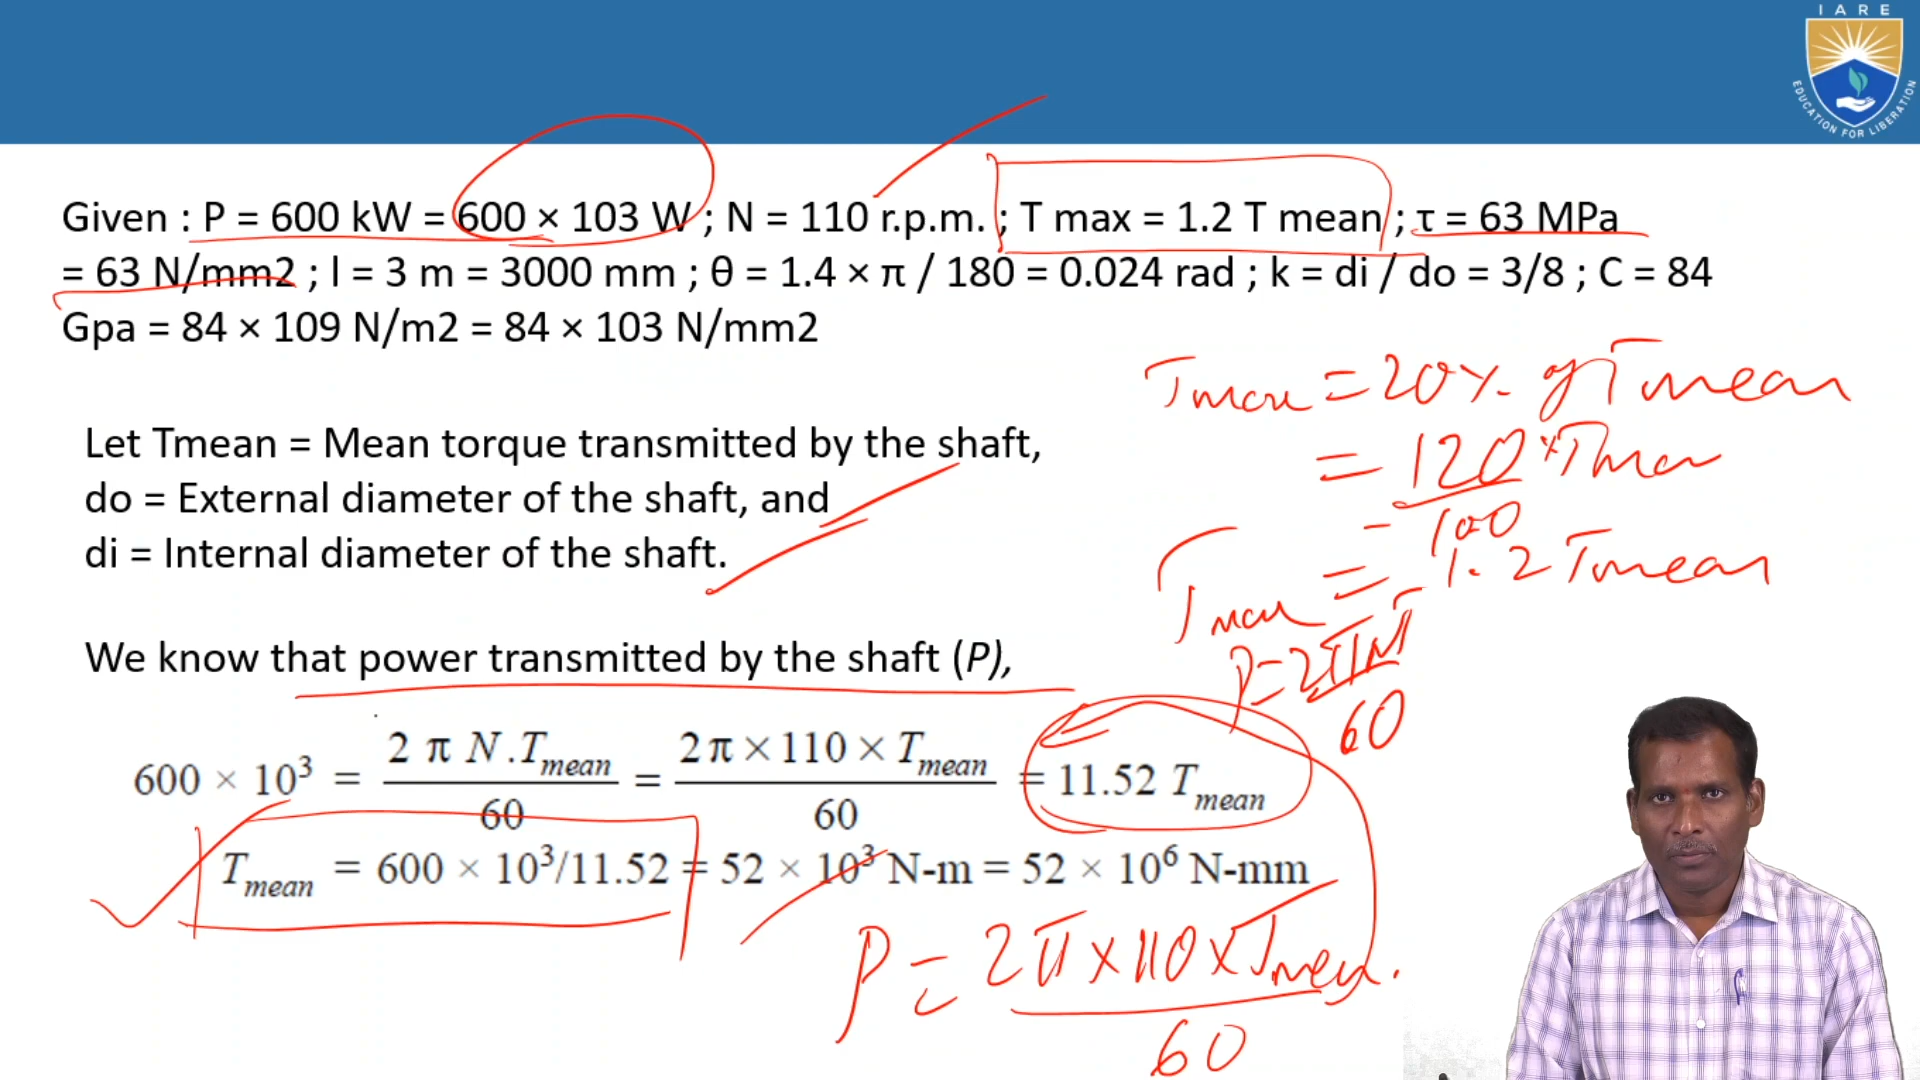 IARE
EDUCATION FOR LIBERATION
Given : P = 600 kW = 600 × 103 W ; N = 110 r.p.m. ; T max = 1.2 T mean ; τ = 63 MPa
= 63 N/mm2 ; l = 3 m = 3000 mm ; θ = 1.4 × π / 180 = 0.024 rad ; k = di / do = 3/8 ; C = 84
Gpa = 84 × 109 N/m2 = 84 × 103 N/mm2
Tmax = 20% of Tmean
Let Tmean = Mean torque transmitted by the shaft,
= 120 × Tmen
100
do = External diameter of the shaft, and
di = Internal diameter of the shaft.
Tmax = 1.2 Tmean
We know that power transmitted by the shaft (P),
P = 2πNT
60
600 × 10³ = 2 π N.Tmean / 60 = 2π × 110 × Tmean / 60 = 11.52 Tmean
Tmean = 600 × 10³/11.52 = 52 × 10³ N-m = 52 × 10⁶ N-mm
P = 2π × 110 × Tmean.
60